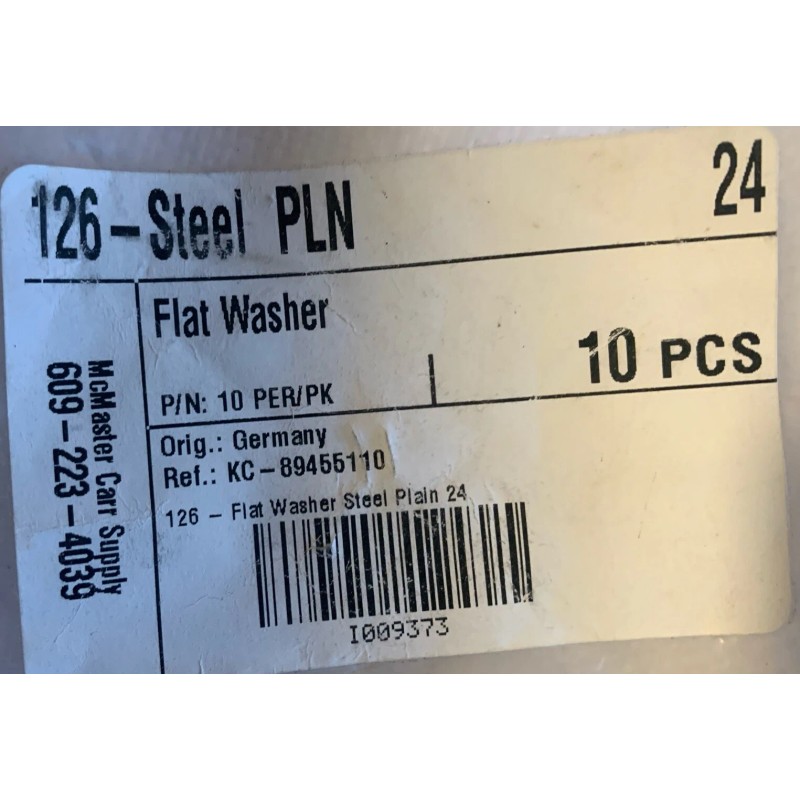 126-Steel PLN
24
Flat Washer
10 PCS
P/N: 10 PER/PK
McMaster Carr Supply
609-223-4039
Orig.: Germany
Ref.: KC-89455110
126 - Flat Washer Steel Plain 24
I009373